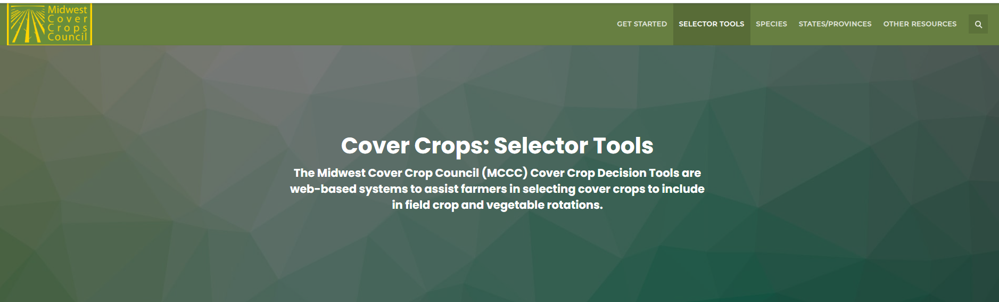 Midwest
Cover
Crops
Council
GET STARTED SELECTOR TOOLS SPECIES STATES/PROVINCES OTHER RESOURCES
Cover Crops: Selector Tools
The Midwest Cover Crop Council (MCCC) Cover Crop Decision Tools are
web-based systems to assist farmers in selecting cover crops to include
in field crop and vegetable rotations.